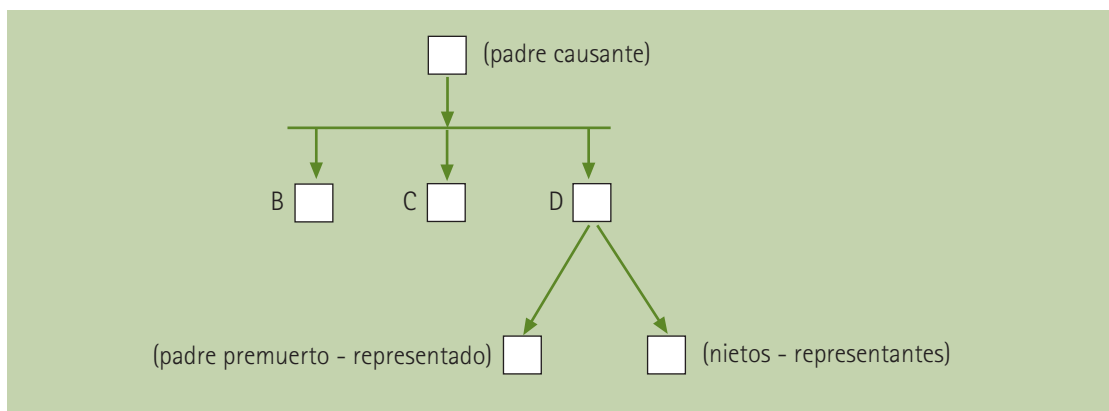 (padre causante)
B C D
(padre premuerto - representado) (nietos - representantes)